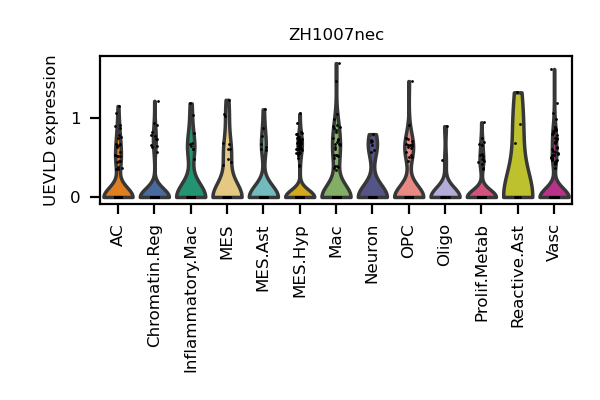 ZH1007nec
UEVLD expression
1
0
AC
Chromatin.Reg
Inflammatory.Mac
MES
MES.Ast
MES.Hyp
Mac
Neuron
OPC
Oligo
Prolif.Metab
Reactive.Ast
Vasc